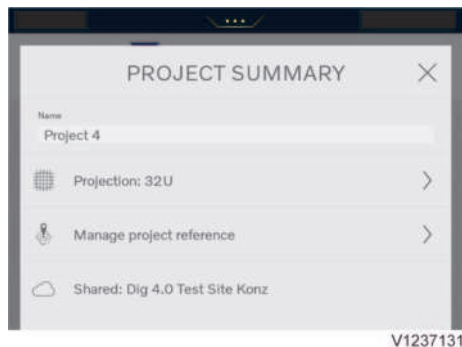 PROJECT SUMMARY
Name
Project 4
Projection: 32U
Manage project reference
Shared: Dig 4.0 Test Site Konz
V1237131